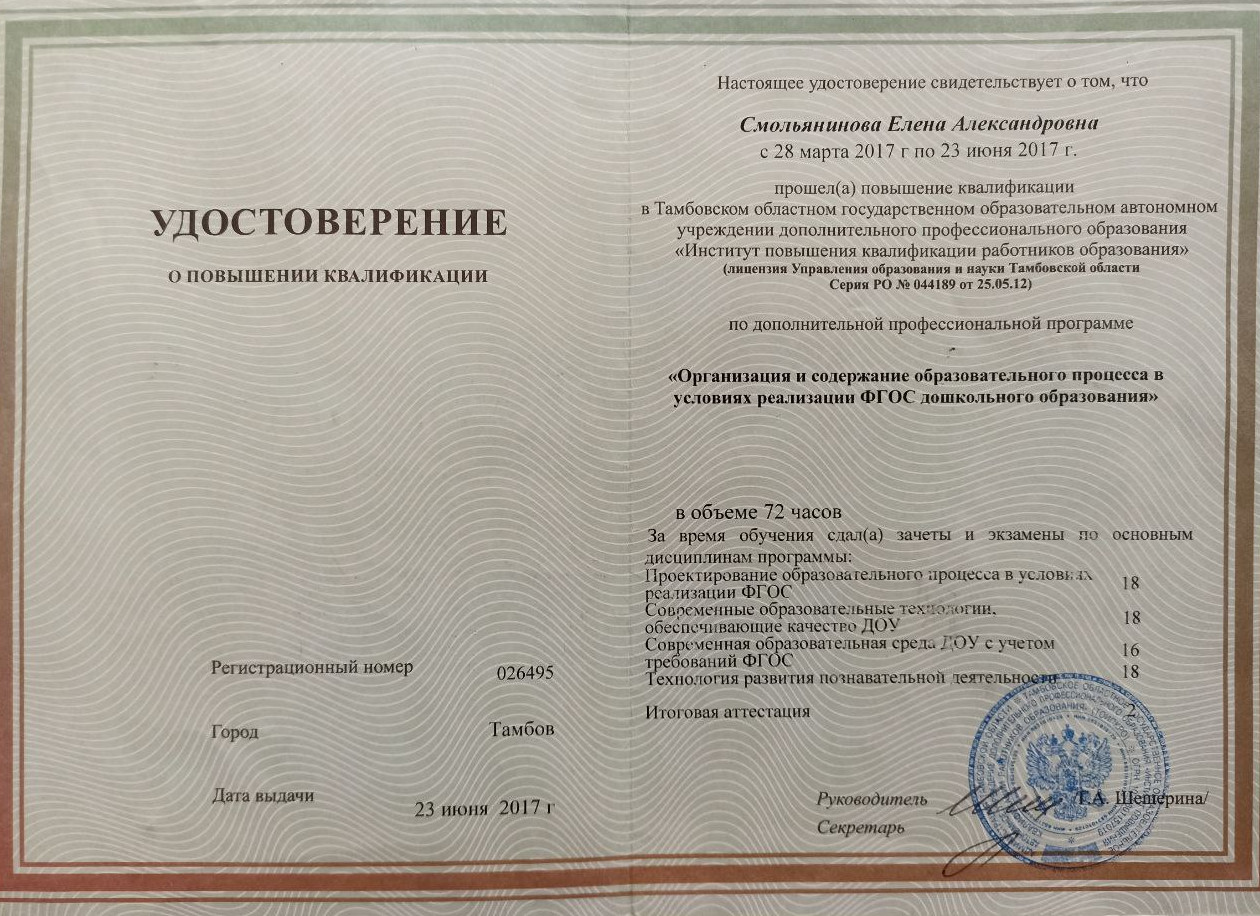 УДОСТОВЕРЕНИЕ
О ПОВЫШЕНИИ КВАЛИФИКАЦИИ
Регистрационный номер 026495
Город Тамбов
Дата выдачи 23 июня 2017 г
Настоящее удостоверение свидетельствует о том, что
Смольянинова Елена Александровна
с 28 марта 2017 г по 23 июня 2017 г.
прошел(а) повышение квалификации
в Тамбовском областном государственном образовательном автономном
учреждении дополнительного профессионального образования
«Институт повышения квалификации работников образования»
(лицензия Управления образования и науки Тамбовской области
Серия РО № 044189 от 25.05.12)
по дополнительной профессиональной программе
«Организация и содержание образовательного процесса в
условиях реализации ФГОС дошкольного образования»
в объеме 72 часов
За время обучения сдал(а) зачеты и экзамены по основным
дисциплинам программы:
Проектирование образовательного процесса в условиях 18
реализации ФГОС
Современные образовательные технологии, 18
обеспечивающие качество ДОУ
Современная образовательная среда ДОУ с учетом 16
требований ФГОС
Технология развития познавательной деятельности 18
Итоговая аттестация 2
Руководитель /Г.А. Шешерина/
Секретарь